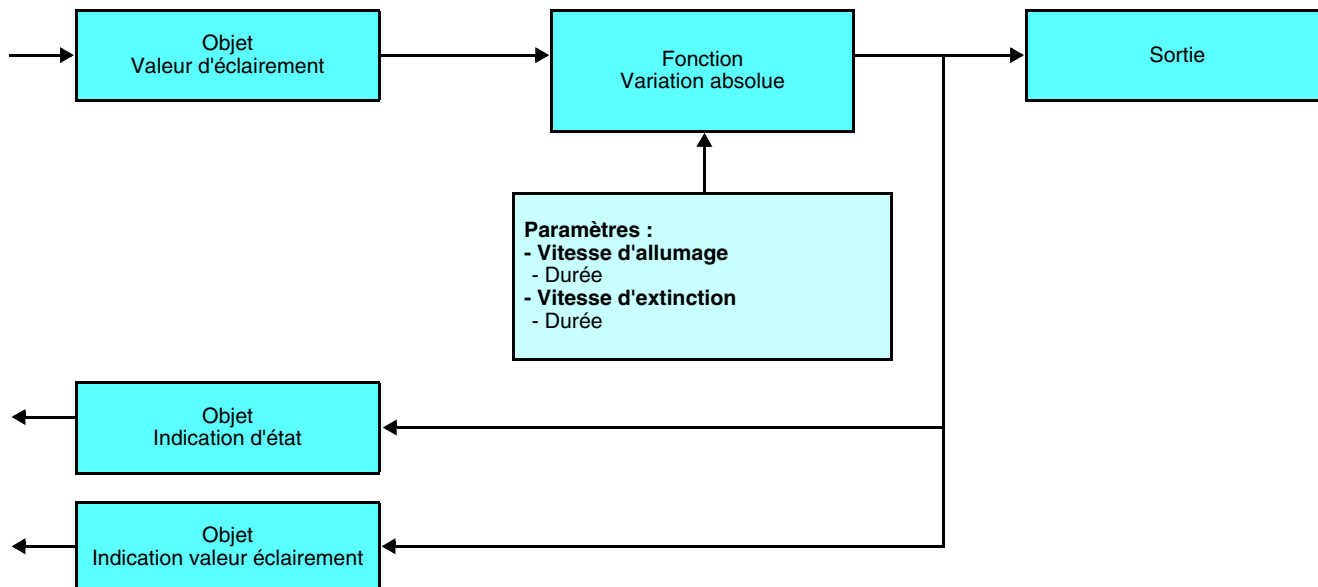 Objet
Valeur d'éclairement
Fonction
Variation absolue
Sortie
Paramètres :
- Vitesse d'allumage
- Durée
- Vitesse d'extinction
- Durée
Objet
Indication d'état
Objet
Indication valeur éclairement